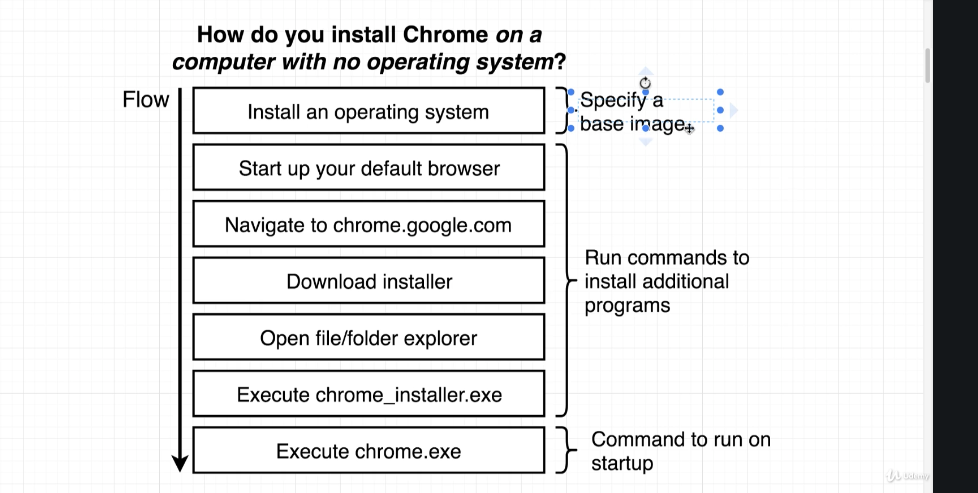 How do you install Chrome on a
computer with no operating system?
Flow
Install an operating system
Specify a
base image
Start up your default browser
Navigate to chrome.google.com
Download installer
Open file/folder explorer
Execute chrome_installer.exe
Run commands to
install additional
programs
Execute chrome.exe
Command to run on
startup
Udemy